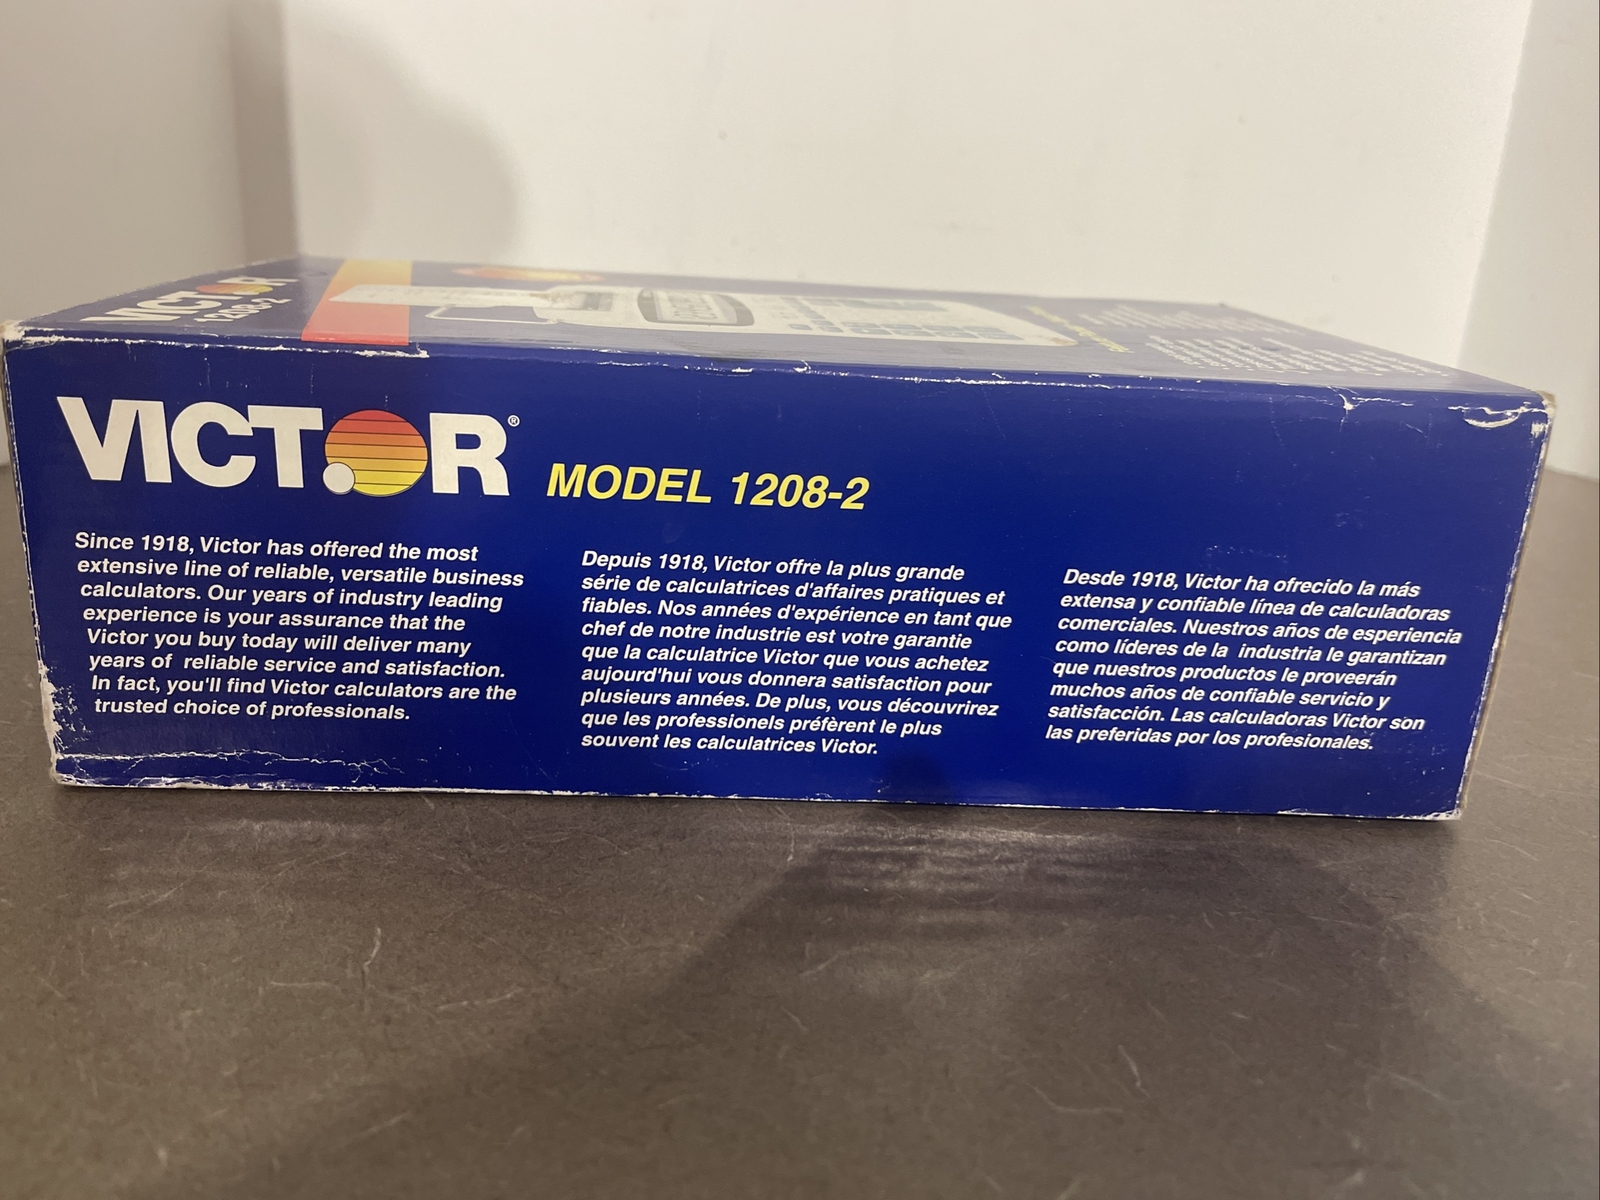 VICTOR
1208-2
VICTOR®
MODEL 1208-2
Since 1918, Victor has offered the most
extensive line of reliable, versatile business
calculators. Our years of industry leading
experience is your assurance that the
Victor you buy today will deliver many
years of reliable service and satisfaction.
In fact, you'll find Victor calculators are the
trusted choice of professionals.
Depuis 1918, Victor offre la plus grande
série de calculatrices d'affaires pratiques et
fiables. Nos années d'expérience en tant que
chef de notre industrie est votre garantie
que la calculatrice Victor que vous achetez
aujourd'hui vous donnera satisfaction pour
plusieurs années. De plus, vous découvrirez
que les professionels préfèrent le plus
souvent les calculatrices Victor.
Desde 1918, Victor ha ofrecido la más
extensa y confiable línea de calculadoras
comerciales. Nuestros años de esperiencia
como líderes de la industria le garantizan
que nuestros productos le proveerán
muchos años de confiable servicio y
satisfacción. Las calculadoras Victor son
las preferidas por los profesionales.